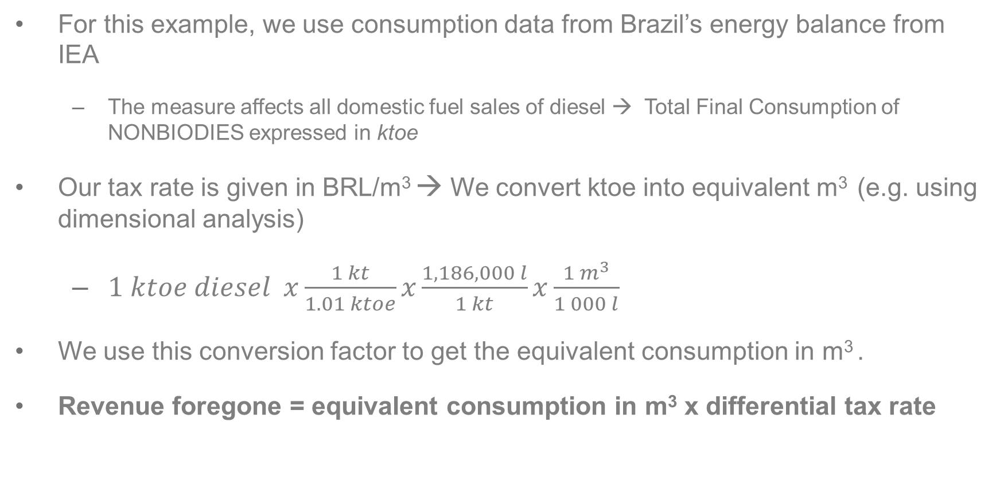 • For this example, we use consumption data from Brazil’s energy balance from
IEA
– The measure affects all domestic fuel sales of diesel → Total Final Consumption of
NONBIODIES expressed in ktoe
• Our tax rate is given in BRL/m³ → We convert ktoe into equivalent m³ (e.g. using
dimensional analysis)
– 1 ktoe diesel x 1 kt / 1.01 ktoe x 1,186,000 l / 1 kt x 1 m³ / 1 000 l
• We use this conversion factor to get the equivalent consumption in m³ .
• Revenue foregone = equivalent consumption in m³ x differential tax rate